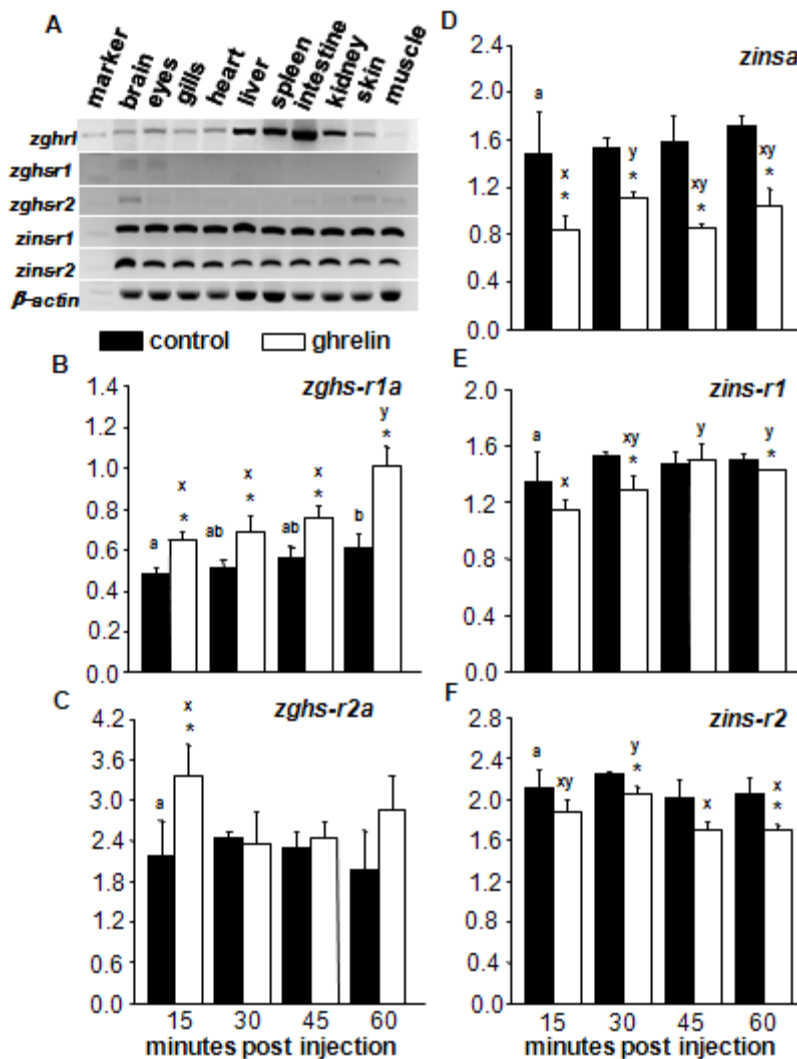 A
marker
brain
eyes
gills
heart
liver
spleen
intestine
kidney
skin
muscle
zghrl
zghsr1
zghsr2
zinsr1
zinsr2
β-actin
control
ghrelin
B
zghs-r1a
1.4
1.2
1.0
0.8
0.6
0.4
0.2
0.0
a
x
*
ab
x
*
ab
x
*
b
y
*
C
zghs-r2a
4.2
3.6
3.0
2.4
1.8
1.2
0.6
0.0
a
x
*
15 30 45 60
minutes post injection
D
zinsa
2.4
2.0
1.6
1.2
0.8
0.4
0.0
a
x
*
y
*
xy
*
xy
*
E
zins-r1
2.0
1.6
1.2
0.8
0.4
0.0
a
x
xy
*
y
y
*
F
zins-r2
2.8
2.4
2.0
1.6
1.2
0.8
0.4
0.0
a
xy
y
*
x
x
*
15 30 45 60
minutes post injection